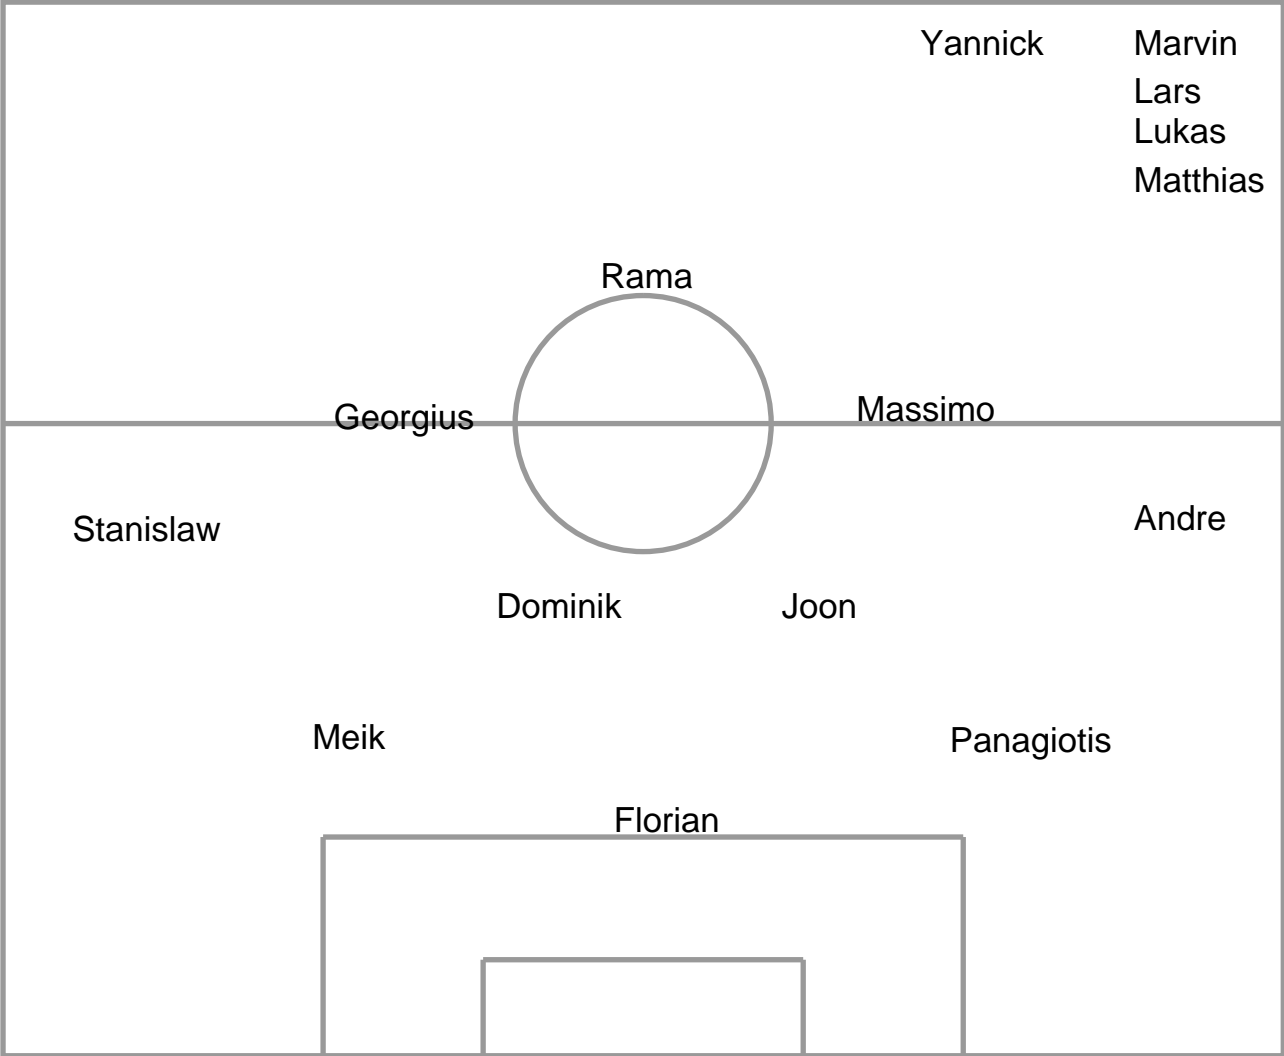 Yannick Marvin
Lars
Lukas
Matthias
Rama
Georgius Massimo
Stanislaw Andre
Dominik Joon
Meik Panagiotis
Florian